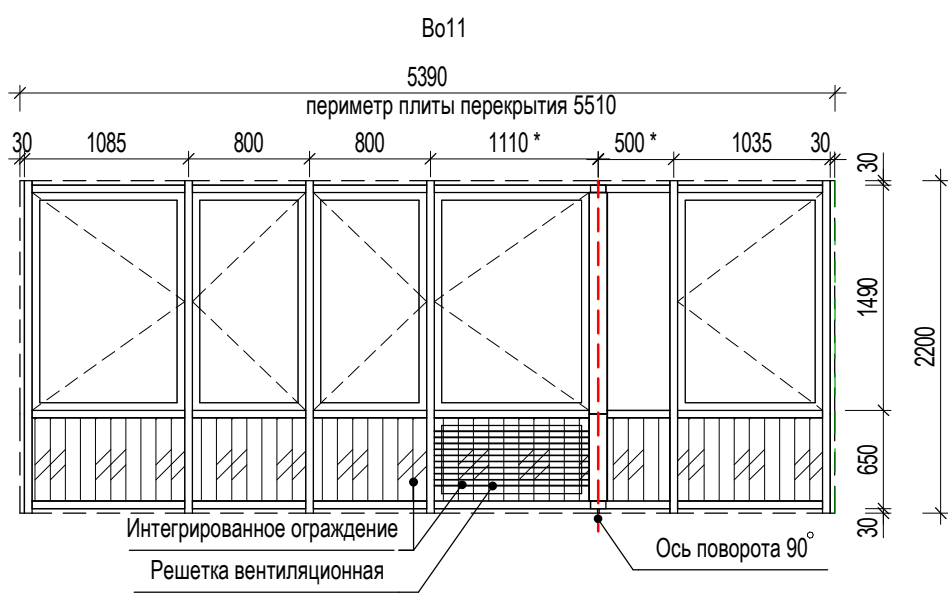 Во11
5390
периметр плиты перекрытия 5510
30 1085 800 800 1110 * 500 * 1035 30
30
1490
2200
650
30
Интегрированное ограждение
Решетка вентиляционная
Ось поворота 90°